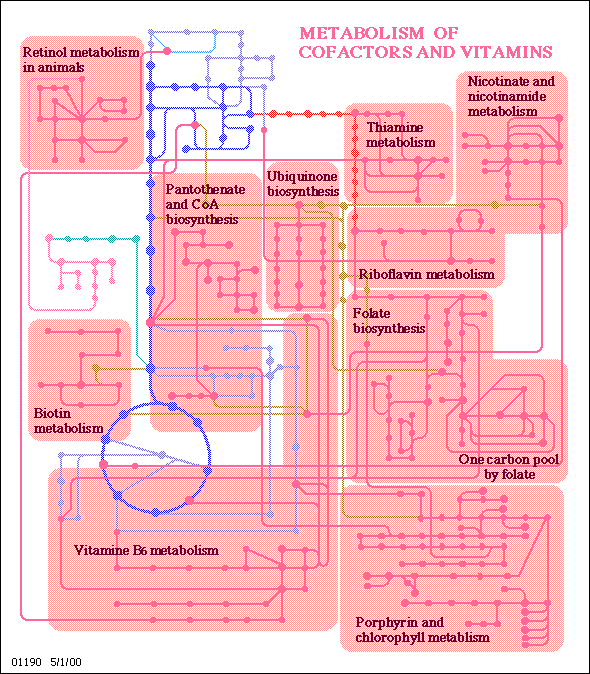 METABOLISM OF
COFACTORS AND VITAMINS
Retinol metabolism
in animals
Nicotinate and
nicotinamide
metabolism
Thiamine
metabolism
Ubiquinone
biosynthesis
Pantothenate
and CoA
biosynthesis
Riboflavin metabolism
Folate
biosynthesis
Biotin
metabolism
One carbon pool
by folate
Vitamine B6 metabolism
Porphyrin and
chlorophyll metablism
01190 5/1/00